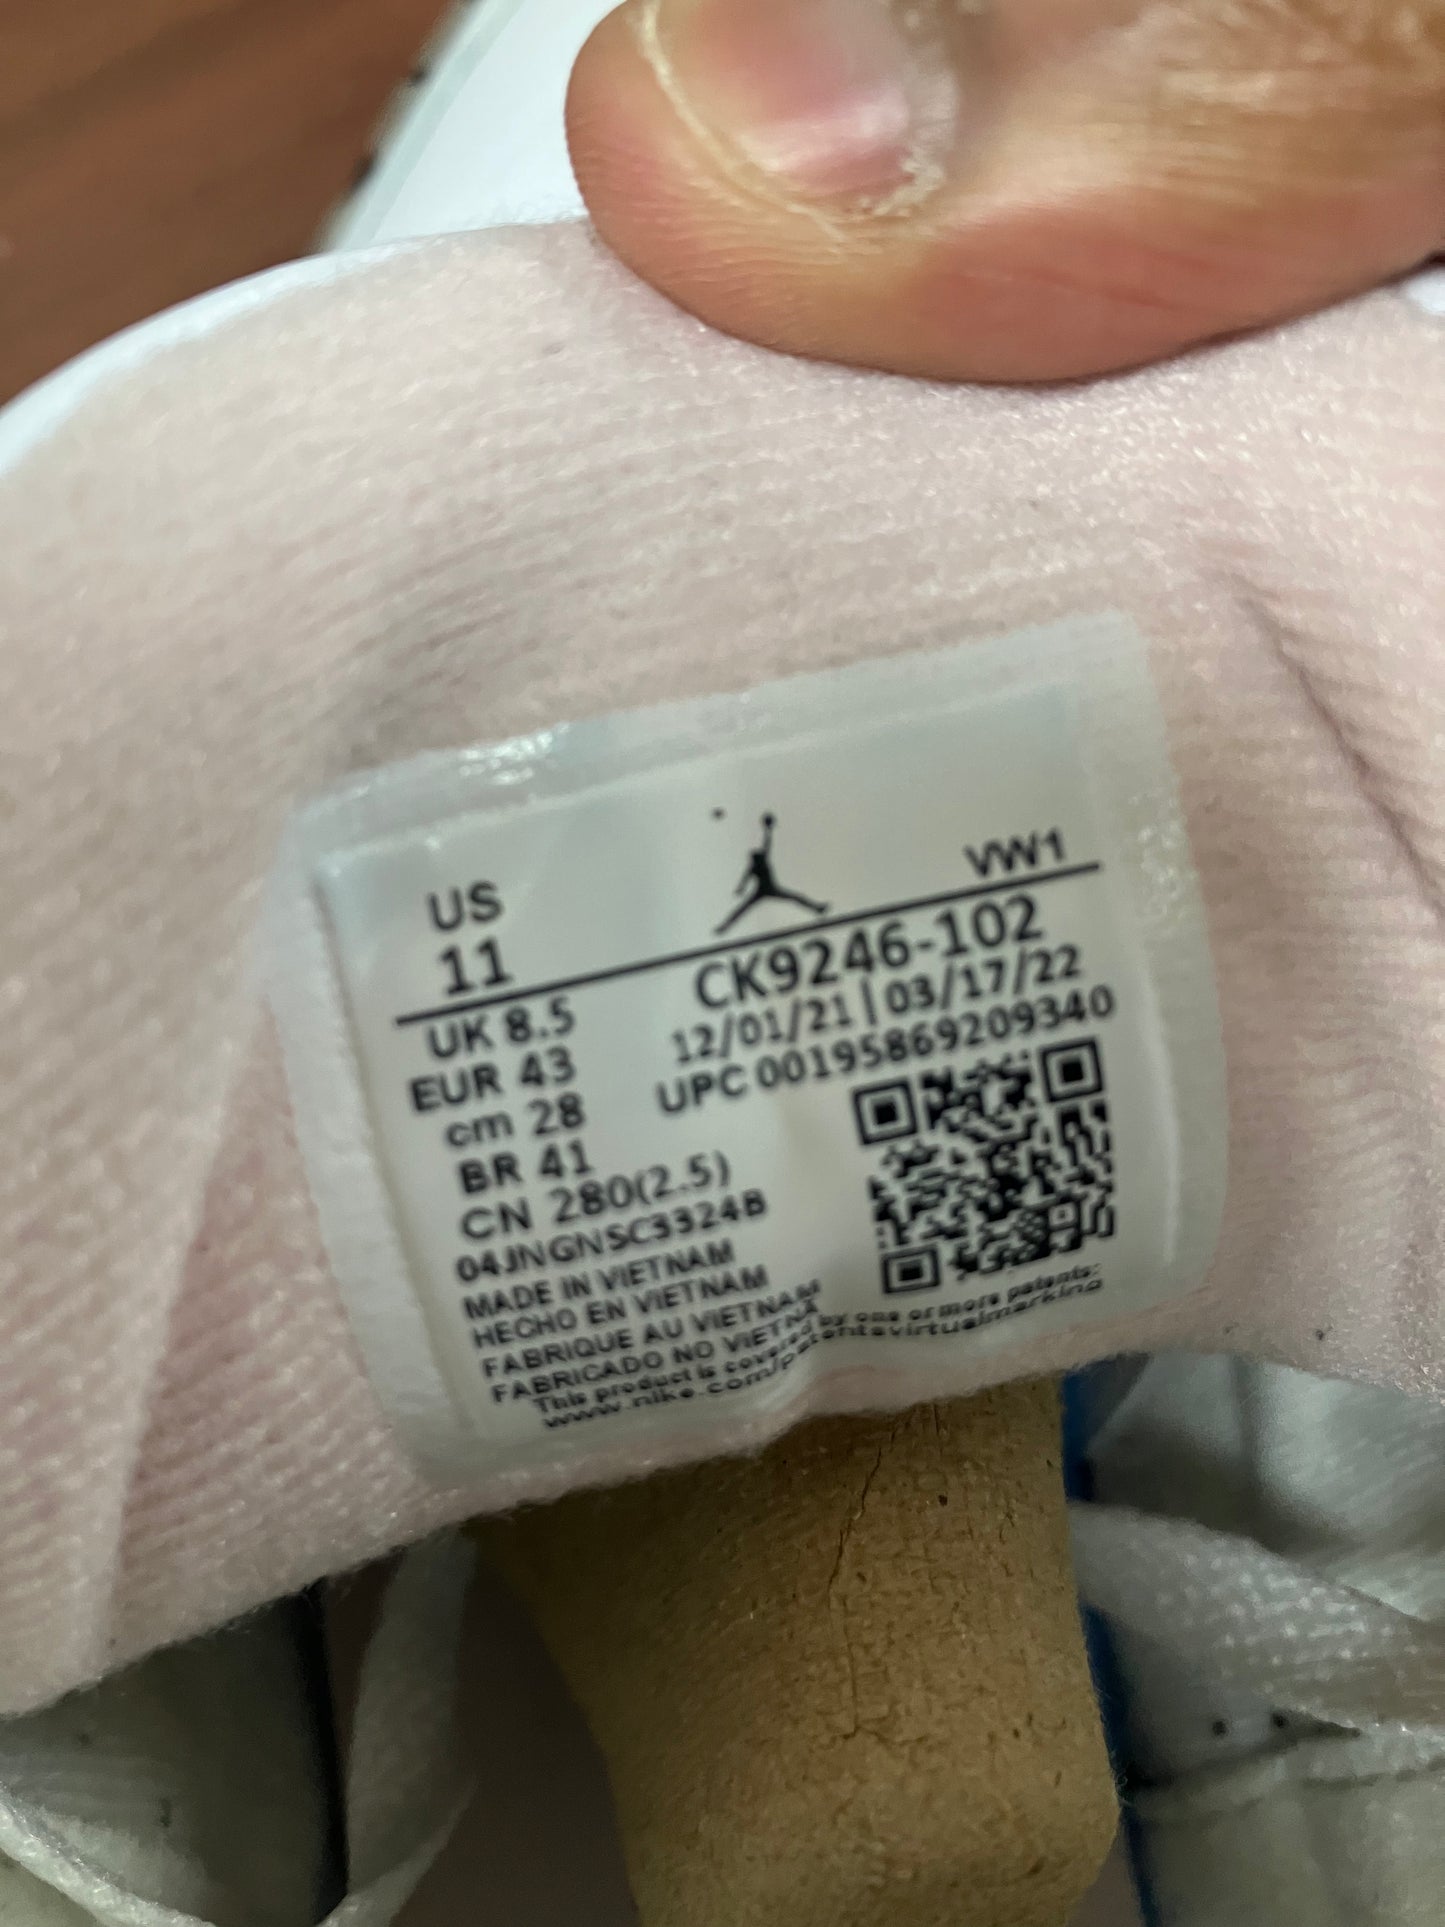 US
11
VW1
CK9246-102
12/01/21 | 03/17/22
UPC 00195869209340
UK 8.5
EUR 43
cm 28
BR 41
CN 280(2.5)
04JNGNSC3324B
MADE IN VIETNAM
HECHO EN VIETNAM
FABRIQUE AU VIETNAM
FABRICADO NO VIETNÃ
This product is covered by one or more patents:
www.nike.com/patentsvirtualmarking